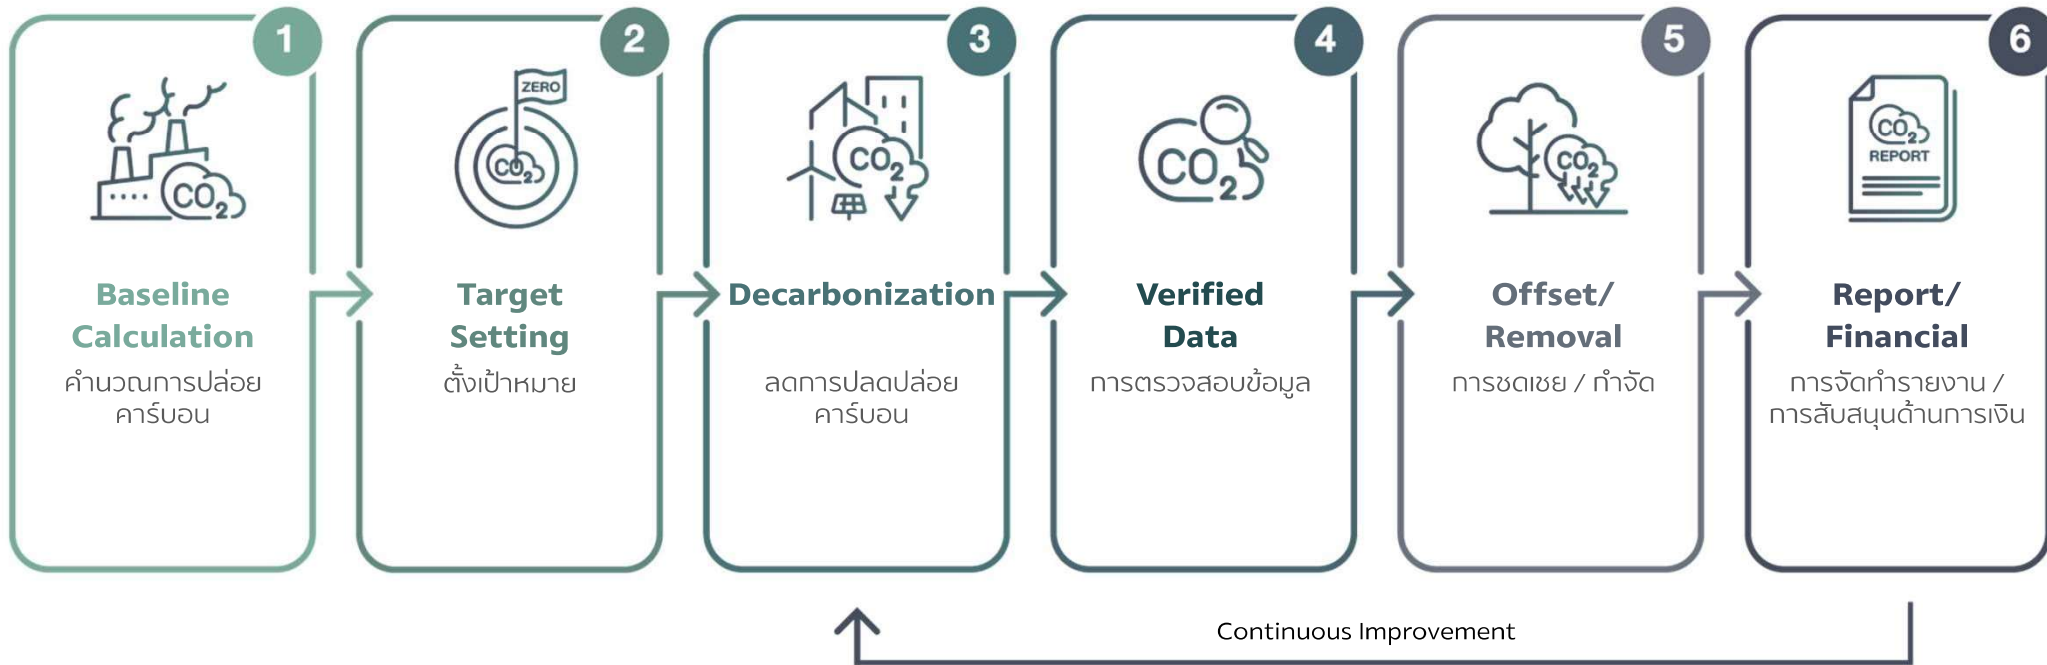 1
CO2
Baseline
Calculation
คำนวณการปล่อย
คาร์บอน
2
ZERO
CO2
Target
Setting
ตั้งเป้าหมาย
3
CO2
Decarbonization
ลดการปลดปล่อย
คาร์บอน
4
CO2
Verified
Data
การตรวจสอบข้อมูล
5
CO2
Offset/
Removal
การชดเชย / กำจัด
6
CO2
REPORT
Report/
Financial
การจัดทำรายงาน /
การสับสนุนด้านการเงิน
Continuous Improvement